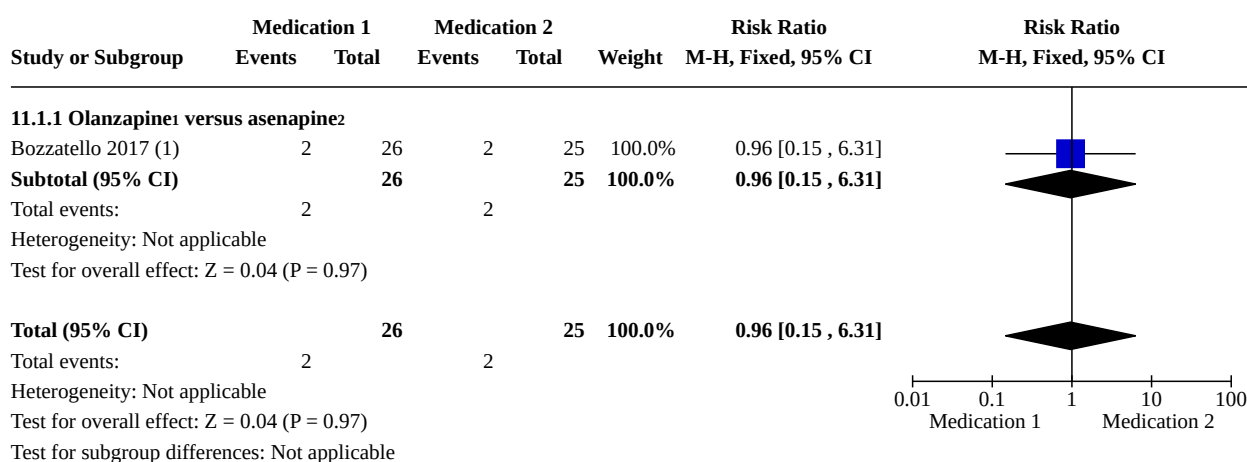 Medication 1 Medication 2 Risk Ratio Risk Ratio
Study or Subgroup Events Total Events Total Weight M-H, Fixed, 95% CI M-H, Fixed, 95% CI
11.1.1 Olanzapine1 versus asenapine2
Bozzatello 2017 (1) 2 26 2 25 100.0% 0.96 [0.15 , 6.31]
Subtotal (95% CI) 26 25 100.0% 0.96 [0.15 , 6.31]
Total events: 2 2
Heterogeneity: Not applicable
Test for overall effect: Z = 0.04 (P = 0.97)
Total (95% CI) 26 25 100.0% 0.96 [0.15 , 6.31]
Total events: 2 2
Heterogeneity: Not applicable
0.01 0.1 1 10 100
Test for overall effect: Z = 0.04 (P = 0.97) Medication 1 Medication 2
Test for subgroup differences: Not applicable